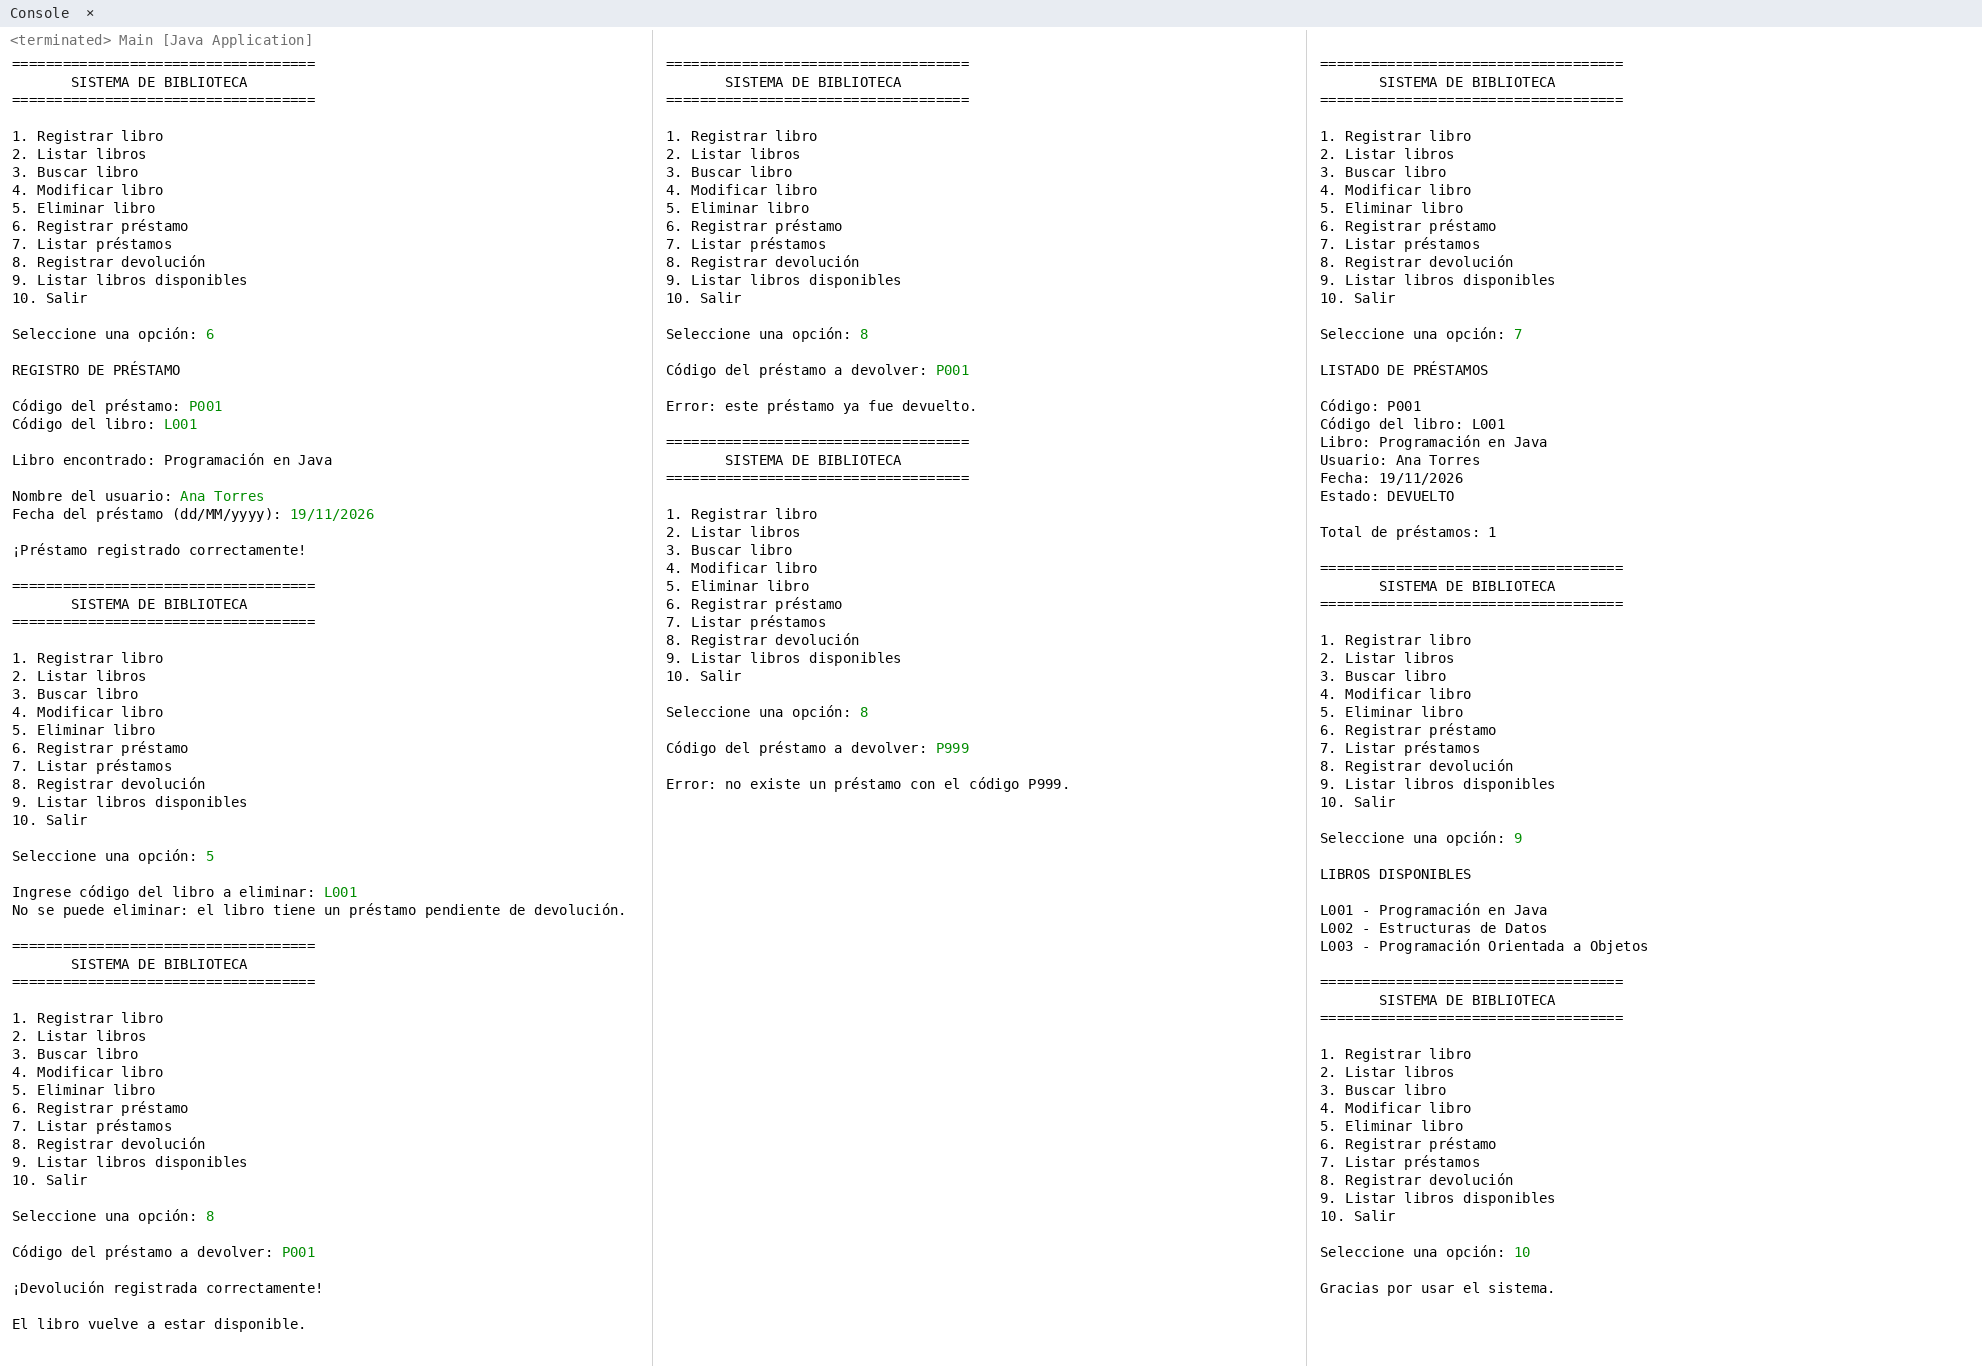 Console ×
<terminated> Main [Java Application]
====================================
       SISTEMA DE BIBLIOTECA
====================================

1. Registrar libro
2. Listar libros
3. Buscar libro
4. Modificar libro
5. Eliminar libro
6. Registrar préstamo
7. Listar préstamos
8. Registrar devolución
9. Listar libros disponibles
10. Salir

Seleccione una opción: 6

REGISTRO DE PRÉSTAMO

Código del préstamo: P001
Código del libro: L001

Libro encontrado: Programación en Java

Nombre del usuario: Ana Torres
Fecha del préstamo (dd/MM/yyyy): 19/11/2026

¡Préstamo registrado correctamente!

====================================
       SISTEMA DE BIBLIOTECA
====================================

1. Registrar libro
2. Listar libros
3. Buscar libro
4. Modificar libro
5. Eliminar libro
6. Registrar préstamo
7. Listar préstamos
8. Registrar devolución
9. Listar libros disponibles
10. Salir

Seleccione una opción: 5

Ingrese código del libro a eliminar: L001
No se puede eliminar: el libro tiene un préstamo pendiente de devolución.

====================================
       SISTEMA DE BIBLIOTECA
====================================

1. Registrar libro
2. Listar libros
3. Buscar libro
4. Modificar libro
5. Eliminar libro
6. Registrar préstamo
7. Listar préstamos
8. Registrar devolución
9. Listar libros disponibles
10. Salir

Seleccione una opción: 8

Código del préstamo a devolver: P001

¡Devolución registrada correctamente!

El libro vuelve a estar disponible.

====================================
       SISTEMA DE BIBLIOTECA
====================================

1. Registrar libro
2. Listar libros
3. Buscar libro
4. Modificar libro
5. Eliminar libro
6. Registrar préstamo
7. Listar préstamos
8. Registrar devolución
9. Listar libros disponibles
10. Salir

Seleccione una opción: 8

Código del préstamo a devolver: P001

Error: este préstamo ya fue devuelto.

====================================
       SISTEMA DE BIBLIOTECA
====================================

1. Registrar libro
2. Listar libros
3. Buscar libro
4. Modificar libro
5. Eliminar libro
6. Registrar préstamo
7. Listar préstamos
8. Registrar devolución
9. Listar libros disponibles
10. Salir

Seleccione una opción: 8

Código del préstamo a devolver: P999

Error: no existe un préstamo con el código P999.

====================================
       SISTEMA DE BIBLIOTECA
====================================

1. Registrar libro
2. Listar libros
3. Buscar libro
4. Modificar libro
5. Eliminar libro
6. Registrar préstamo
7. Listar préstamos
8. Registrar devolución
9. Listar libros disponibles
10. Salir

Seleccione una opción: 7

LISTADO DE PRÉSTAMOS

Código: P001
Código del libro: L001
Libro: Programación en Java
Usuario: Ana Torres
Fecha: 19/11/2026
Estado: DEVUELTO

Total de préstamos: 1

====================================
       SISTEMA DE BIBLIOTECA
====================================

1. Registrar libro
2. Listar libros
3. Buscar libro
4. Modificar libro
5. Eliminar libro
6. Registrar préstamo
7. Listar préstamos
8. Registrar devolución
9. Listar libros disponibles
10. Salir

Seleccione una opción: 9

LIBROS DISPONIBLES

L001 - Programación en Java
L002 - Estructuras de Datos
L003 - Programación Orientada a Objetos

====================================
       SISTEMA DE BIBLIOTECA
====================================

1. Registrar libro
2. Listar libros
3. Buscar libro
4. Modificar libro
5. Eliminar libro
6. Registrar préstamo
7. Listar préstamos
8. Registrar devolución
9. Listar libros disponibles
10. Salir

Seleccione una opción: 10

Gracias por usar el sistema.